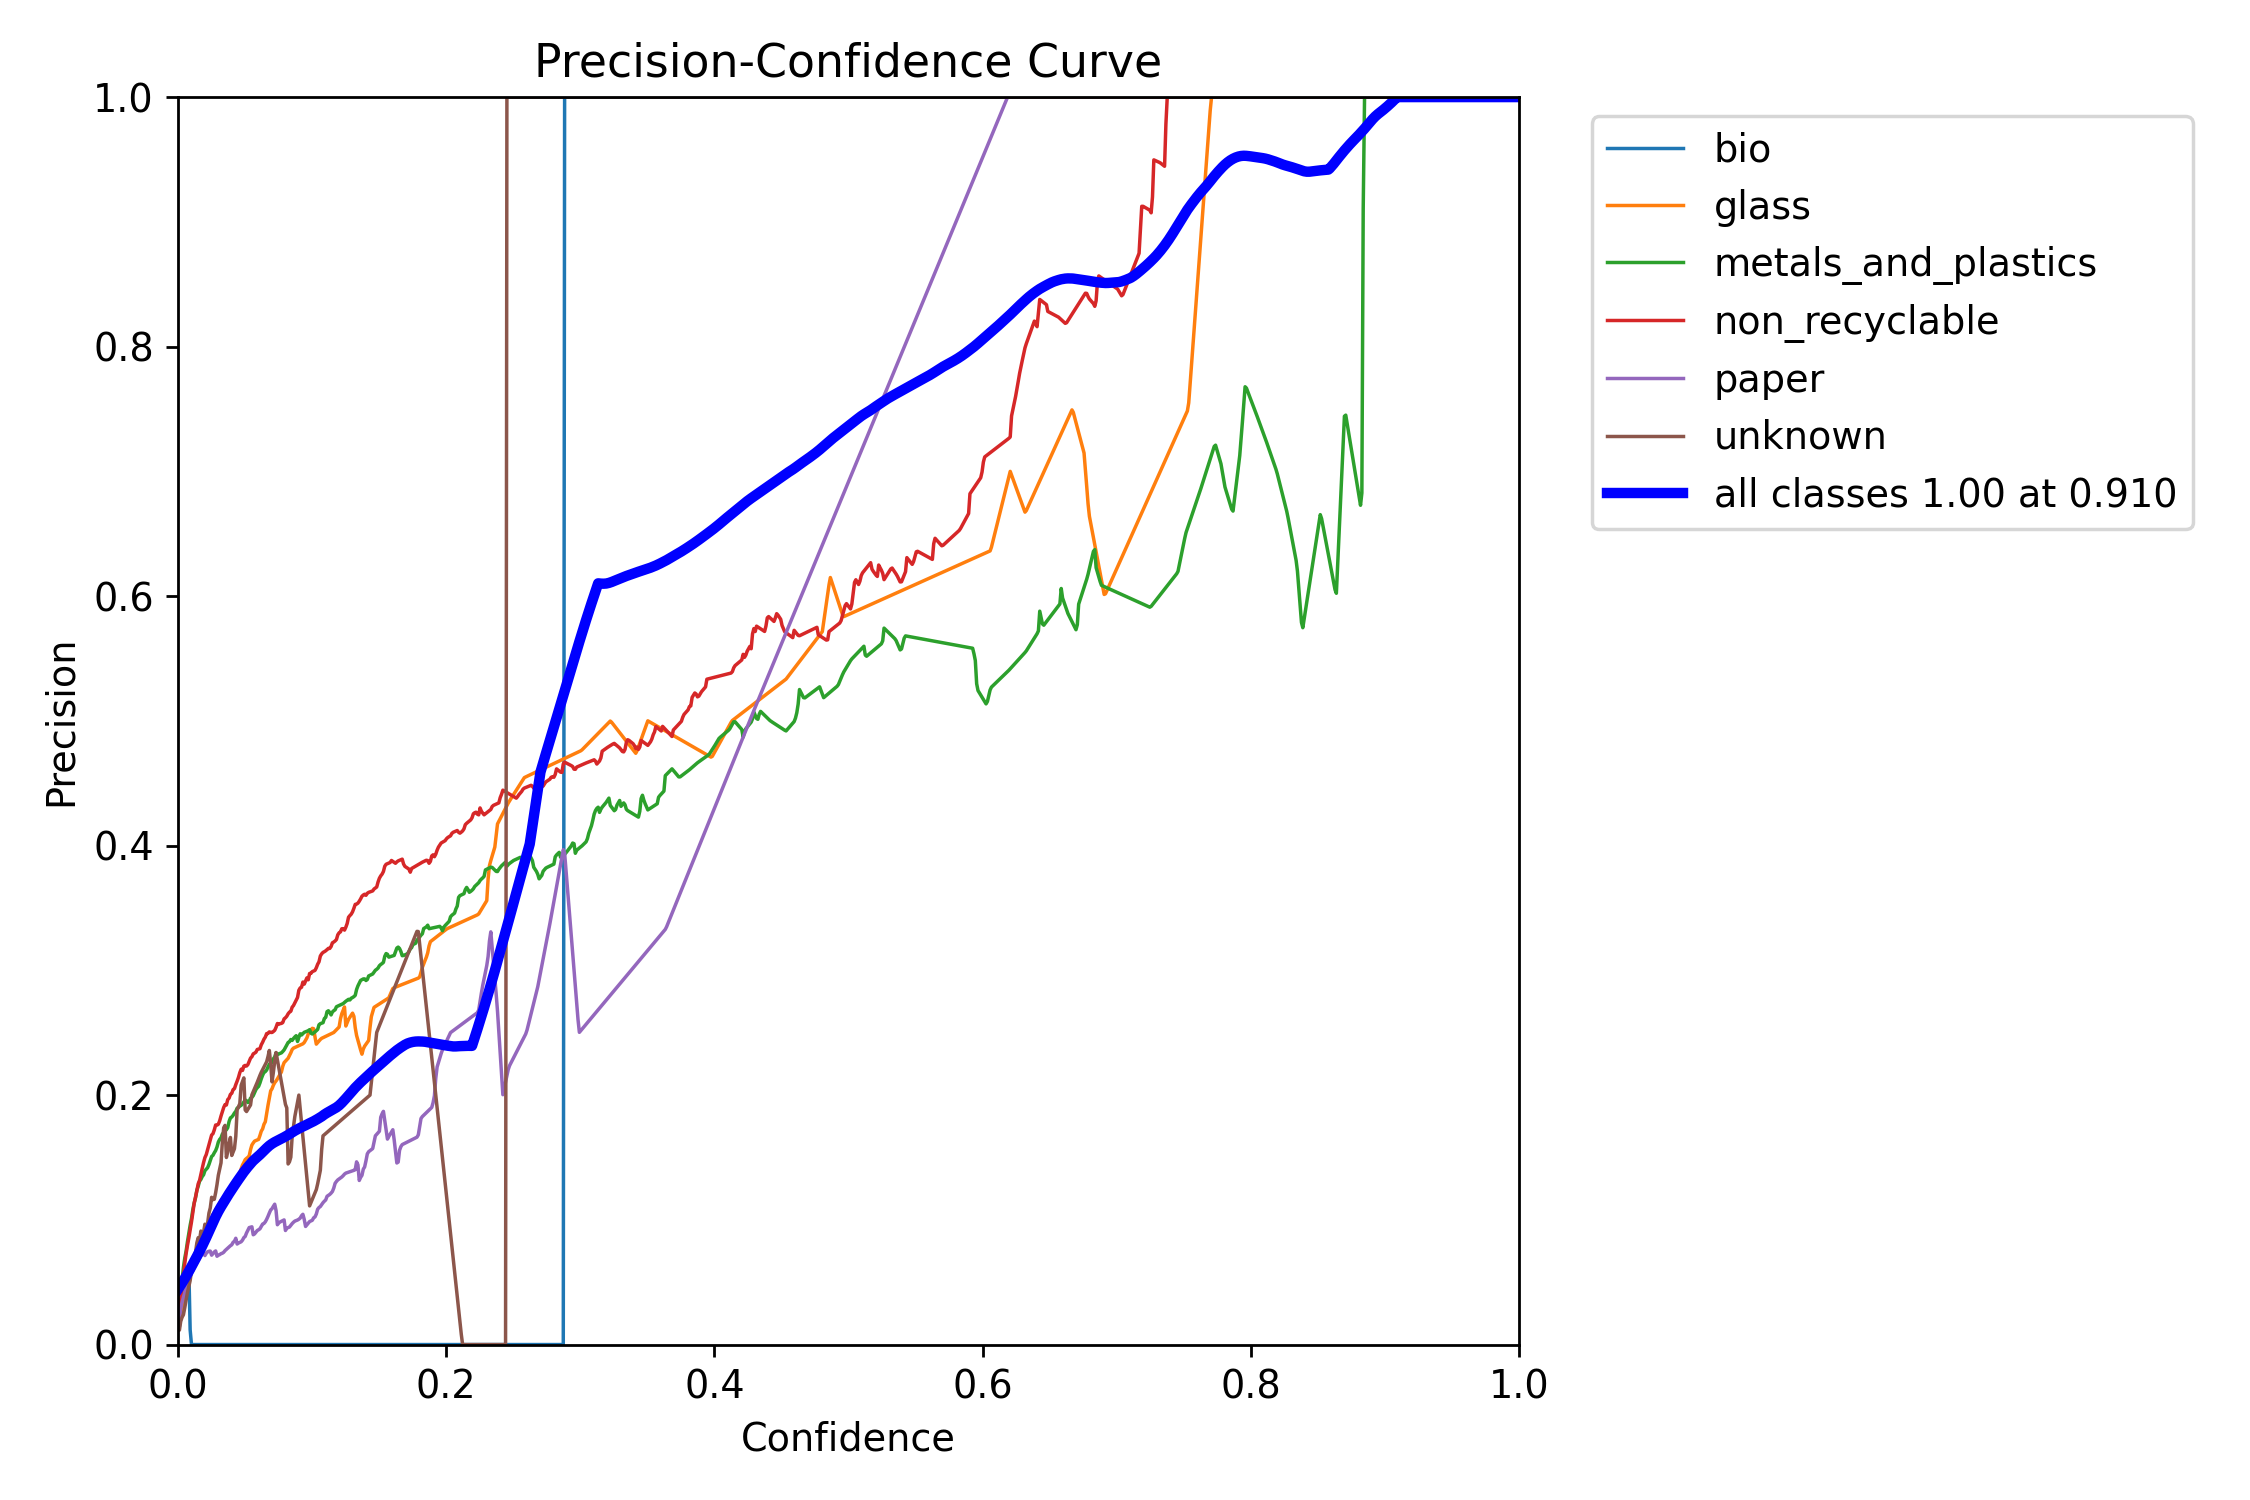 Precision-Confidence Curve
1.0
0.8
0.6
0.4
0.2
0.0
Precision
0.0 0.2 0.4 0.6 0.8 1.0
Confidence
bio
glass
metals_and_plastics
non_recyclable
paper
unknown
all classes 1.00 at 0.910